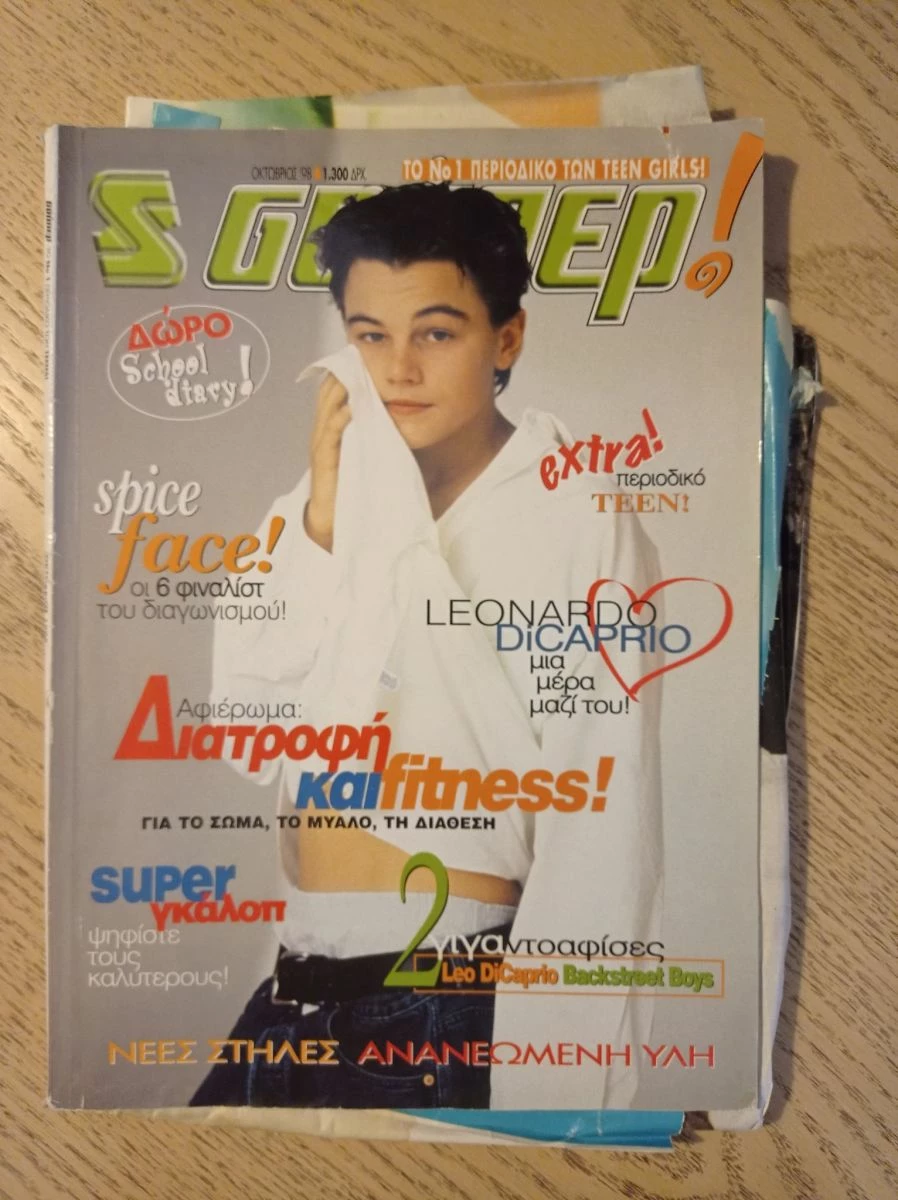 ΟΚΤΩΒΡΙΟΣ '98 1.300 ΔΡΧ.
ΤΟ Νο 1 ΠΕΡΙΟΔΙΚΟ ΤΩΝ TEEN GIRLS!
ΔΩΡΟ
School
diary!
extra!
περιοδικό
TEEN!
spice
face!
οι 6 φιναλίστ
του διαγωνισμού!
LEONARDO
DiCAPRIO
μια
μέρα
μαζί του!
Αφιέρωμα:
Διατροφή
και fitness!
ΓΙΑ ΤΟ ΣΩΜΑ, ΤΟ ΜΥΑΛΟ, ΤΗ ΔΙΑΘΕΣΗ
super
γκάλοπ
ψηφίστε
τους
καλύτερους!
2 γιγαντοαφίσες
Leo DiCaprio Backstreet Boys
ΝΕΕΣ ΣΤΗΛΕΣ ΑΝΑΝΕΩΜΕΝΗ ΥΛΗ